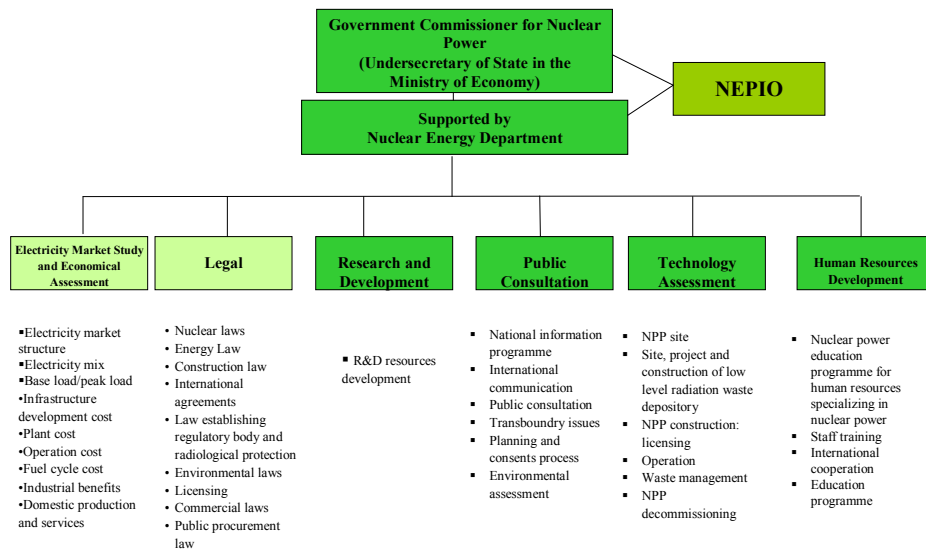 Government Commissioner for Nuclear
Power
(Undersecretary of State in the
Ministry of Economy)
NEPIO
Supported by
Nuclear Energy Department
Electricity Market Study
and Economical
Assessment
Legal
Research and
Development
Public
Consultation
Technology
Assessment
Human Resources
Development
▪Electricity market
structure
▪Electricity mix
▪Base load/peak load
•Infrastructure
development cost
•Plant cost
•Operation cost
•Fuel cycle cost
•Industrial benefits
•Domestic production
and services
• Nuclear laws
• Energy Law
• Construction law
• International
agreements
• Law establishing
regulatory body and
radiological protection
• Environmental laws
• Licensing
• Commercial laws
• Public procurement
law
▪ R&D resources
development
▪ National information
programme
▪ International
communication
▪ Public consultation
▪ Transboundry issues
▪ Planning and
consents process
▪ Environmental
assessment
▪ NPP site
▪ Site, project and
construction of low
level radiation waste
depository
▪ NPP construction:
licensing
▪ Operation
▪ Waste management
▪ NPP
decommissioning
▪ Nuclear power
education
programme for
human resources
specializing in
nuclear power
▪ Staff training
▪ International
cooperation
▪ Education
programme